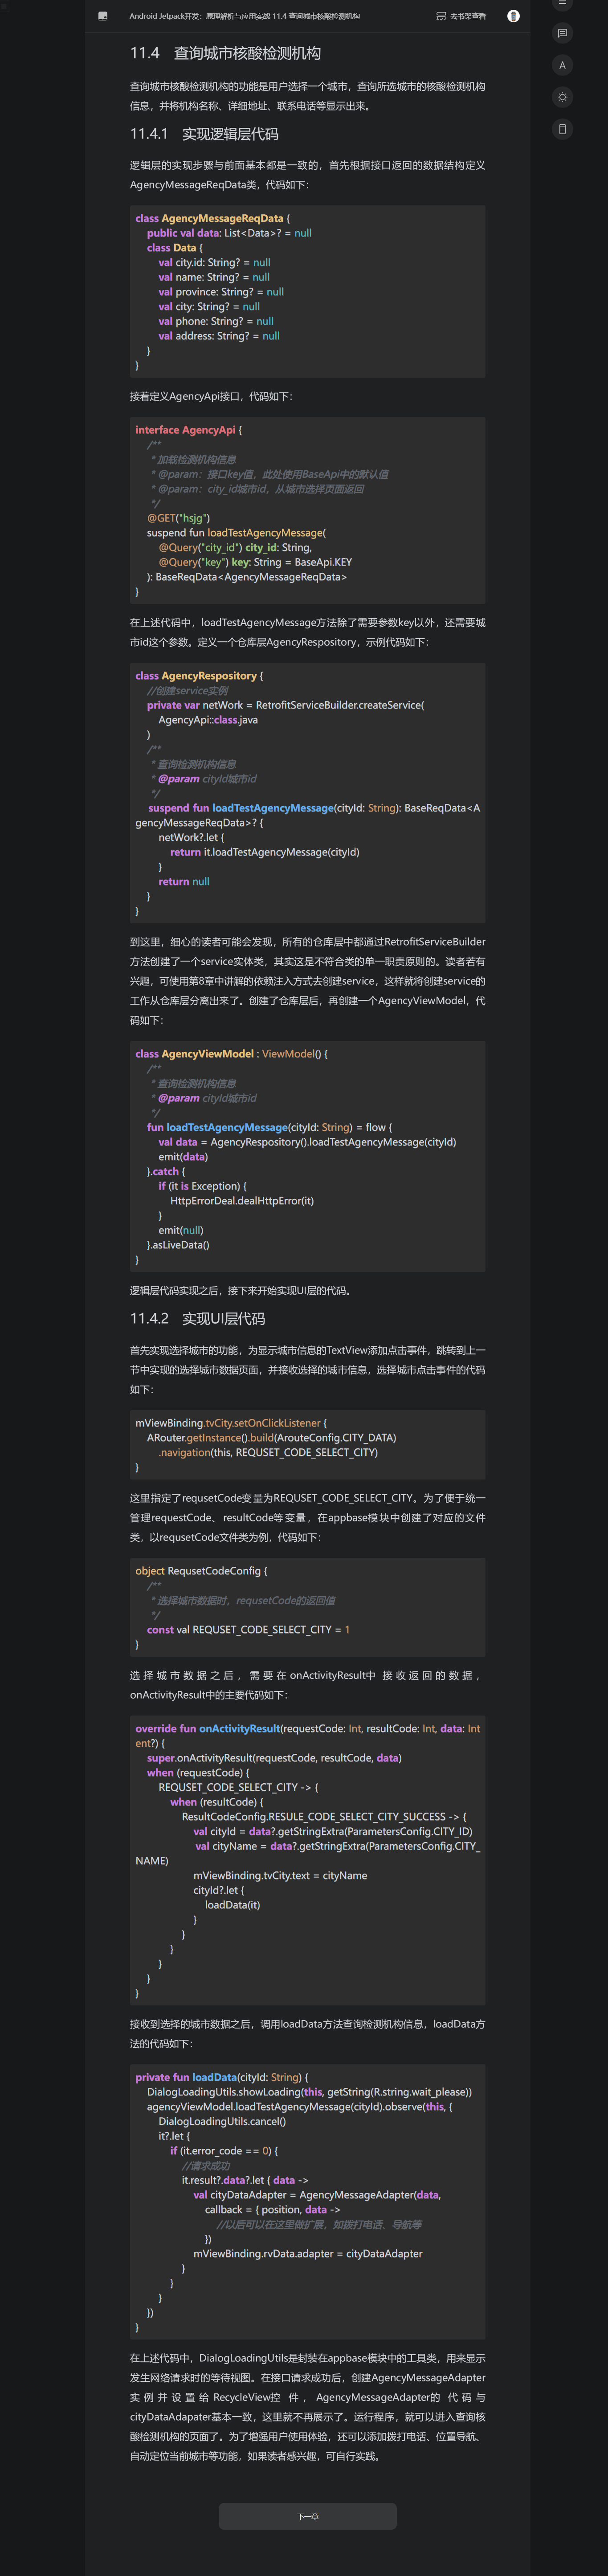 Android Jetpack开发：原理解析与应用实战 11.4 查询城市核酸检测机构
去书架查看
A
11.4 查询城市核酸检测机构
查询城市核酸检测机构的功能是用户选择一个城市，查询所选城市的核酸检测机构
信息，并将机构名称、详细地址、联系电话等显示出来。
11.4.1 实现逻辑层代码
逻辑层的实现步骤与前面基本都是一致的，首先根据接口返回的数据结构定义
AgencyMessageReqData类，代码如下：
class AgencyMessageReqData {
public val data: List<Data>? = null
class Data {
val city.id: String? = null
val name: String? = null
val province: String? = null
val city: String? = null
val phone: String? = null
val address: String? = null
}
}
接着定义AgencyApi接口，代码如下：
interface AgencyApi {
/**
* 加载检测机构信息
* @param：接口key值，此处使用BaseApi中的默认值
* @param：city_id城市id，从城市选择页面返回
*/
@GET("hsjg")
suspend fun loadTestAgencyMessage(
@Query("city_id") city_id: String,
@Query("key") key: String = BaseApi.KEY
): BaseReqData<AgencyMessageReqData>
}
在上述代码中，loadTestAgencyMessage方法除了需要参数key以外，还需要城
市id这个参数。定义一个仓库层AgencyRespository，示例代码如下：
class AgencyRespository {
//创建service实例
private var netWork = RetrofitServiceBuilder.createService(
AgencyApi::class.java
)
/**
* 查询检测机构信息
* @param cityId城市id
*/
suspend fun loadTestAgencyMessage(cityId: String): BaseReqData<A
gencyMessageReqData>? {
netWork?.let {
return it.loadTestAgencyMessage(cityId)
}
return null
}
}
到这里，细心的读者可能会发现，所有的仓库层中都通过RetrofitServiceBuilder
方法创建了一个service实体类，其实这是不符合类的单一职责原则的。读者若有
兴趣，可使用第8章中讲解的依赖注入方式去创建service，这样就将创建service的
工作从仓库层分离出来了。创建了仓库层后，再创建一个AgencyViewModel，代
码如下：
class AgencyViewModel : ViewModel() {
/**
* 查询检测机构信息
* @param cityId城市id
*/
fun loadTestAgencyMessage(cityId: String) = flow {
val data = AgencyRespository().loadTestAgencyMessage(cityId)
emit(data)
}.catch {
if (it is Exception) {
HttpErrorDeal.dealHttpError(it)
}
emit(null)
}.asLiveData()
}
逻辑层代码实现之后，接下来开始实现UI层的代码。
11.4.2 实现UI层代码
首先实现选择城市的功能，为显示城市信息的TextView添加点击事件，跳转到上一
节中实现的选择城市数据页面，并接收选择的城市信息，选择城市点击事件的代码
如下：
mViewBinding.tvCity.setOnClickListener {
ARouter.getInstance().build(ArouteConfig.CITY_DATA)
.navigation(this, REQUSET_CODE_SELECT_CITY)
}
这里指定了requsetCode变量为REQUSET_CODE_SELECT_CITY。为了便于统一
管理requestCode、resultCode等变量，在appbase模块中创建了对应的文件
类，以requsetCode文件类为例，代码如下：
object RequsetCodeConfig {
/**
* 选择城市数据时，requsetCode的返回值
*/
const val REQUSET_CODE_SELECT_CITY = 1
}
选择城市数据之后，需要在onActivityResult中 接收返回的数据，
onActivityResult中的主要代码如下：
override fun onActivityResult(requestCode: Int, resultCode: Int, data: Int
ent?) {
super.onActivityResult(requestCode, resultCode, data)
when (requestCode) {
REQUSET_CODE_SELECT_CITY -> {
when (resultCode) {
ResultCodeConfig.RESULE_CODE_SELECT_CITY_SUCCESS -> {
val cityId = data?.getStringExtra(ParametersConfig.CITY_ID)
val cityName = data?.getStringExtra(ParametersConfig.CITY_
NAME)
mViewBinding.tvCity.text = cityName
cityId?.let {
loadData(it)
}
}
}
}
}
}
接收到选择的城市数据之后，调用loadData方法查询检测机构信息，loadData方
法的代码如下：
private fun loadData(cityId: String) {
DialogLoadingUtils.showLoading(this, getString(R.string.wait_please))
agencyViewModel.loadTestAgencyMessage(cityId).observe(this, {
DialogLoadingUtils.cancel()
it?.let {
if (it.error_code == 0) {
//请求成功
it.result?.data?.let { data ->
val cityDataAdapter = AgencyMessageAdapter(data,
callback = { position, data ->
//以后可以在这里做扩展，如拨打电话、导航等
})
mViewBinding.rvData.adapter = cityDataAdapter
}
}
}
})
}
在上述代码中，DialogLoadingUtils是封装在appbase模块中的工具类，用来显示
发生网络请求时的等待视图。在接口请求成功后，创建AgencyMessageAdapter
实例并设置给RecycleView控 件，AgencyMessageAdapter的 代码与
cityDataAdapater基本一致，这里就不再展示了。运行程序，就可以进入查询核
酸检测机构的页面了。为了增强用户使用体验，还可以添加拨打电话、位置导航、
自动定位当前城市等功能，如果读者感兴趣，可自行实践。
下一章